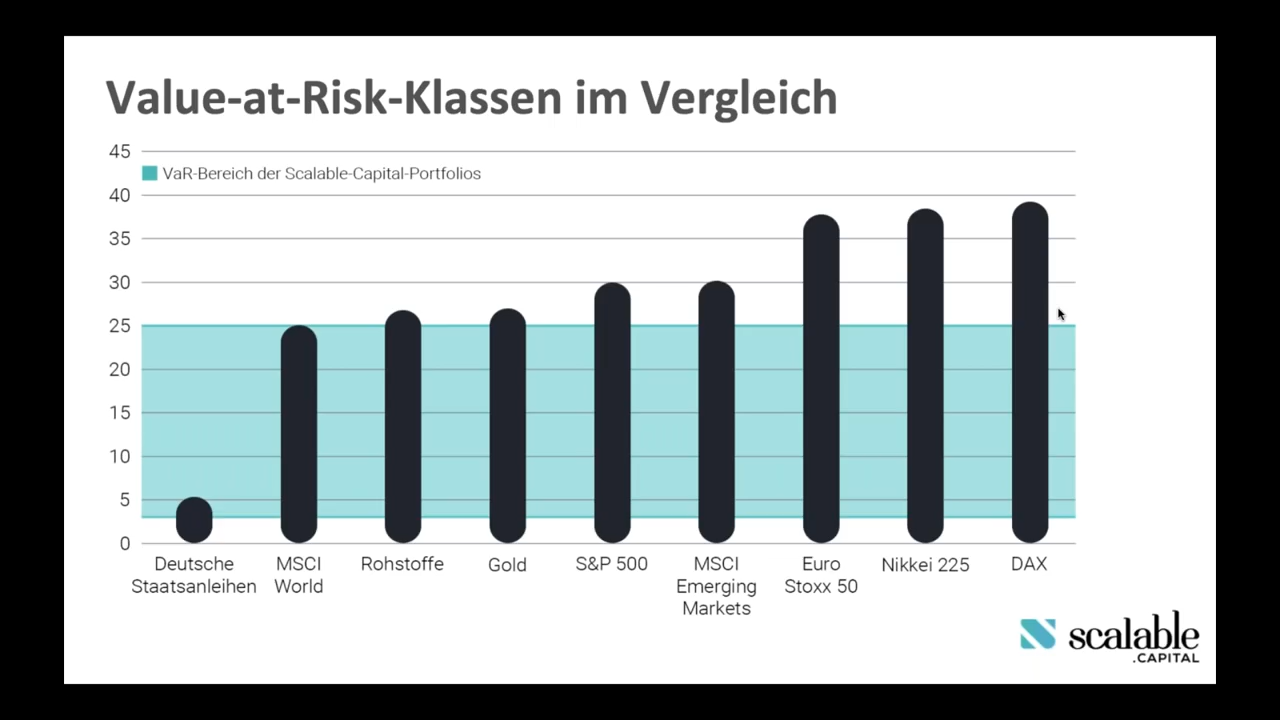 Value-at-Risk-Klassen im Vergleich
45
VaR-Bereich der Scalable-Capital-Portfolios
40
35
30
25
20
15
10
5
0
Deutsche
Staatsanleihen
MSCI
World
Rohstoffe
Gold
S&P 500
MSCI
Emerging
Markets
Euro
Stoxx 50
Nikkei 225
DAX
scalable
.CAPITAL